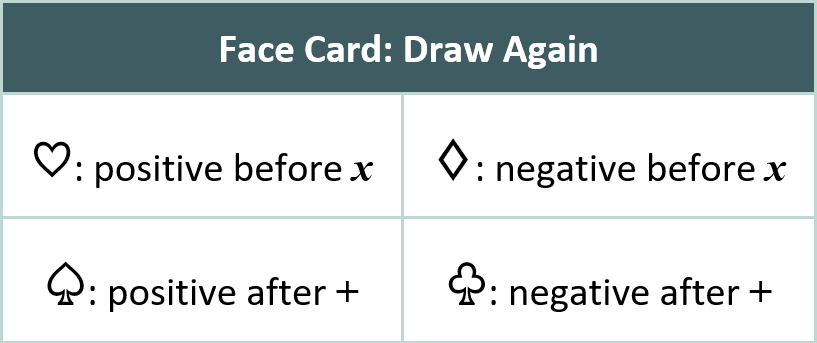 Face Card: Draw Again
♡: positive before x
♢: negative before x
♤: positive after +
♧: negative after +